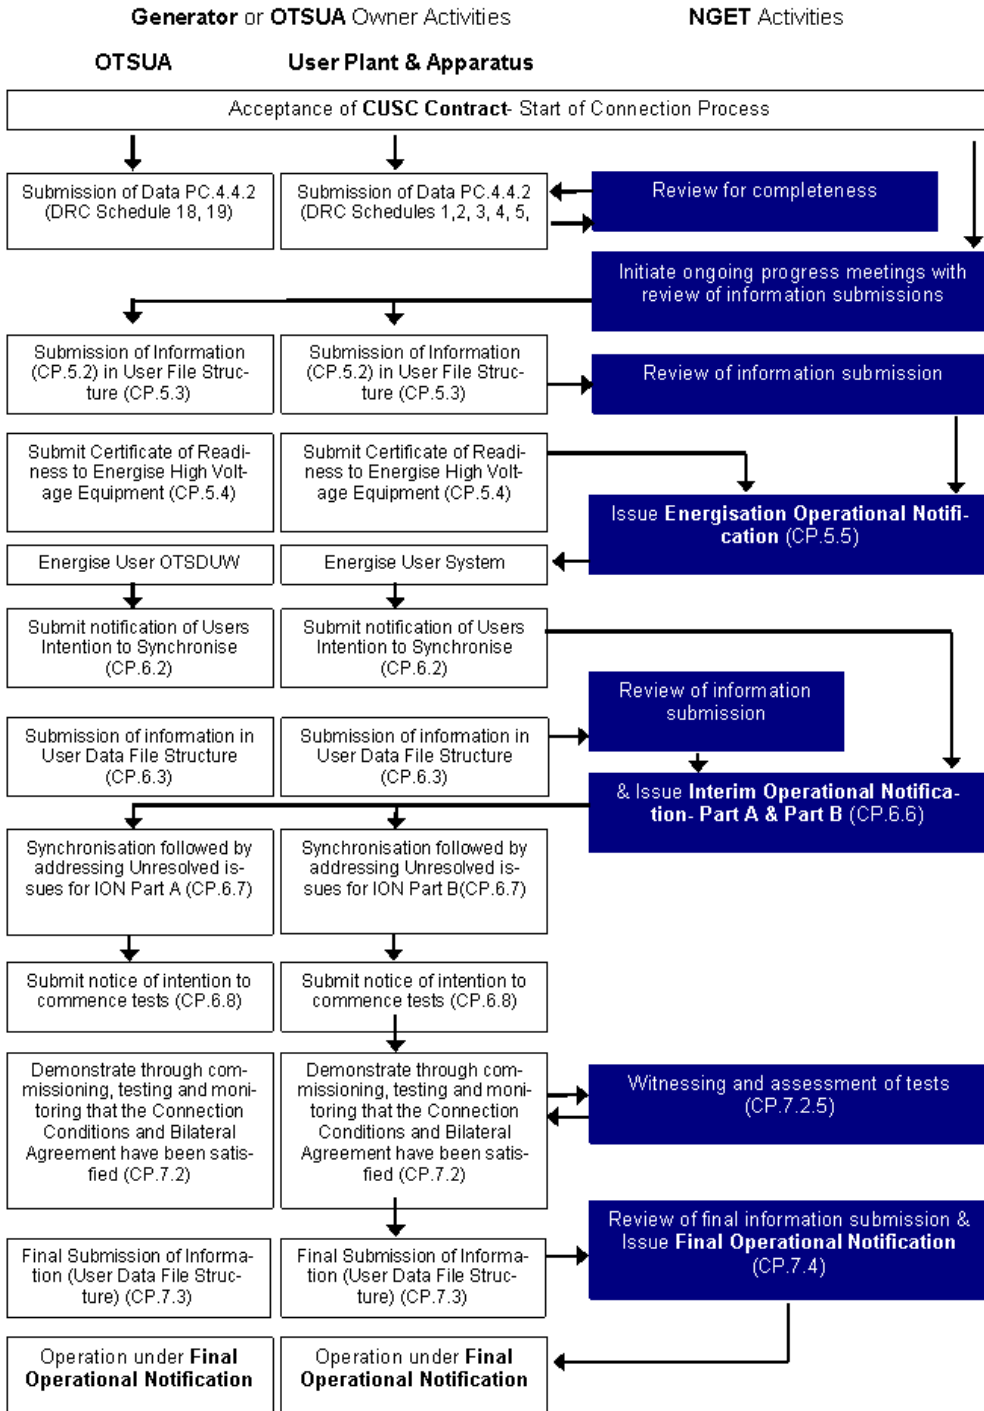 Generator or OTSUA Owner Activities
NGET Activities
OTSUA
User Plant & Apparatus
Acceptance of CUSC Contract- Start of Connection Process
Submission of Data PC.4.4.2
(DRC Schedule 18, 19)
Submission of Data PC.4.4.2
(DRC Schedules 1,2, 3, 4, 5,
Review for completeness
Initiate ongoing progress meetings with
review of information submissions
Submission of Information
(CP.5.2) in User File Struc-
ture (CP.5.3)
Submission of Information
(CP.5.2) in User File Struc-
ture (CP.5.3)
Review of information submission
Submit Certificate of Readi-
ness to Energise High Volt-
age Equipment (CP.5.4)
Submit Certificate of Readi-
ness to Energise High Volt-
age Equipment (CP.5.4)
Issue Energisation Operational Notifi-
cation (CP.5.5)
Energise User OTSDUW
Energise User System
Submit notification of Users
Intention to Synchronise
(CP.6.2)
Submit notification of Users
Intention to Synchronise
(CP.6.2)
Review of information
submission
Submission of information in
User Data File Structure
(CP.6.3)
Submission of information in
User Data File Structure
(CP.6.3)
& Issue Interim Operational Notifica-
tion- Part A & Part B (CP.6.6)
Synchronisation followed by
addressing Unresolved is-
sues for ION Part A (CP.6.7)
Synchronisation followed by
addressing Unresolved is-
sues for ION Part B(CP.6.7)
Submit notice of intention to
commence tests (CP.6.8)
Submit notice of intention to
commence tests (CP.6.8)
Demonstrate through com-
missioning, testing and moni-
toring that the Connection
Conditions and Bilateral
Agreement have been satis-
fied (CP.7.2)
Demonstrate through com-
missioning, testing and moni-
toring that the Connection
Conditions and Bilateral
Agreement have been satis-
fied (CP.7.2)
Witnessing and assessment of tests
(CP.7.2.5)
Review of final information submission &
Issue Final Operational Notification
(CP.7.4)
Final Submission of Informa-
tion (User Data File Struc-
ture) (CP.7.3)
Final Submission of Informa-
tion (User Data File Struc-
ture) (CP.7.3)
Operation under Final
Operational Notification
Operation under Final
Operational Notification